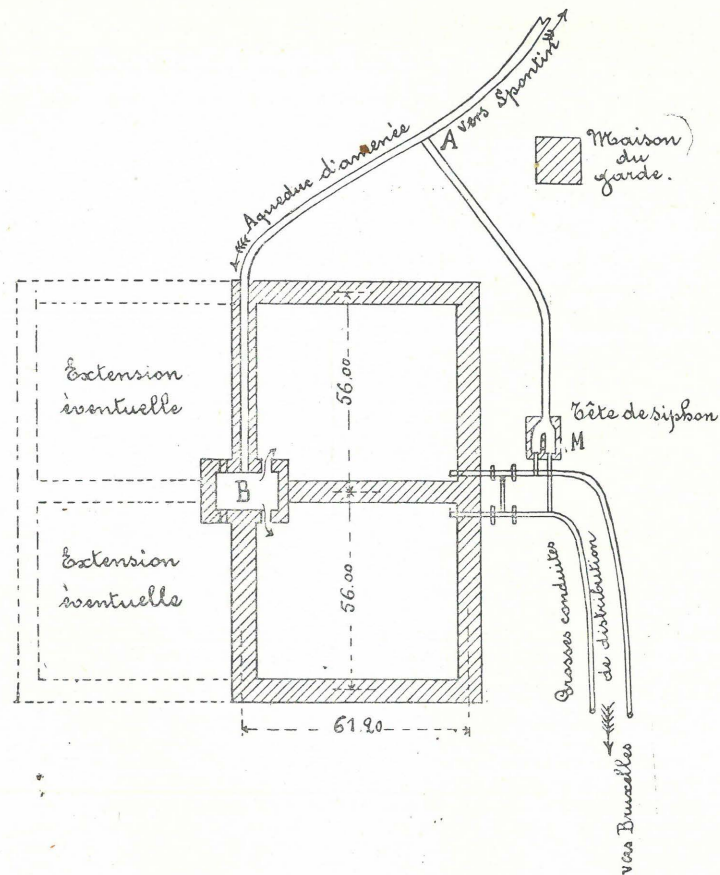 vers Spontin
A
Maison
du
garde.
Aqueduc d'amenée
Extension
éventuelle
56.00
Tête de siphon
M
B
Extension
éventuelle
56.00
Grosses conduites
de distribution
61.20
vers Bruxelles